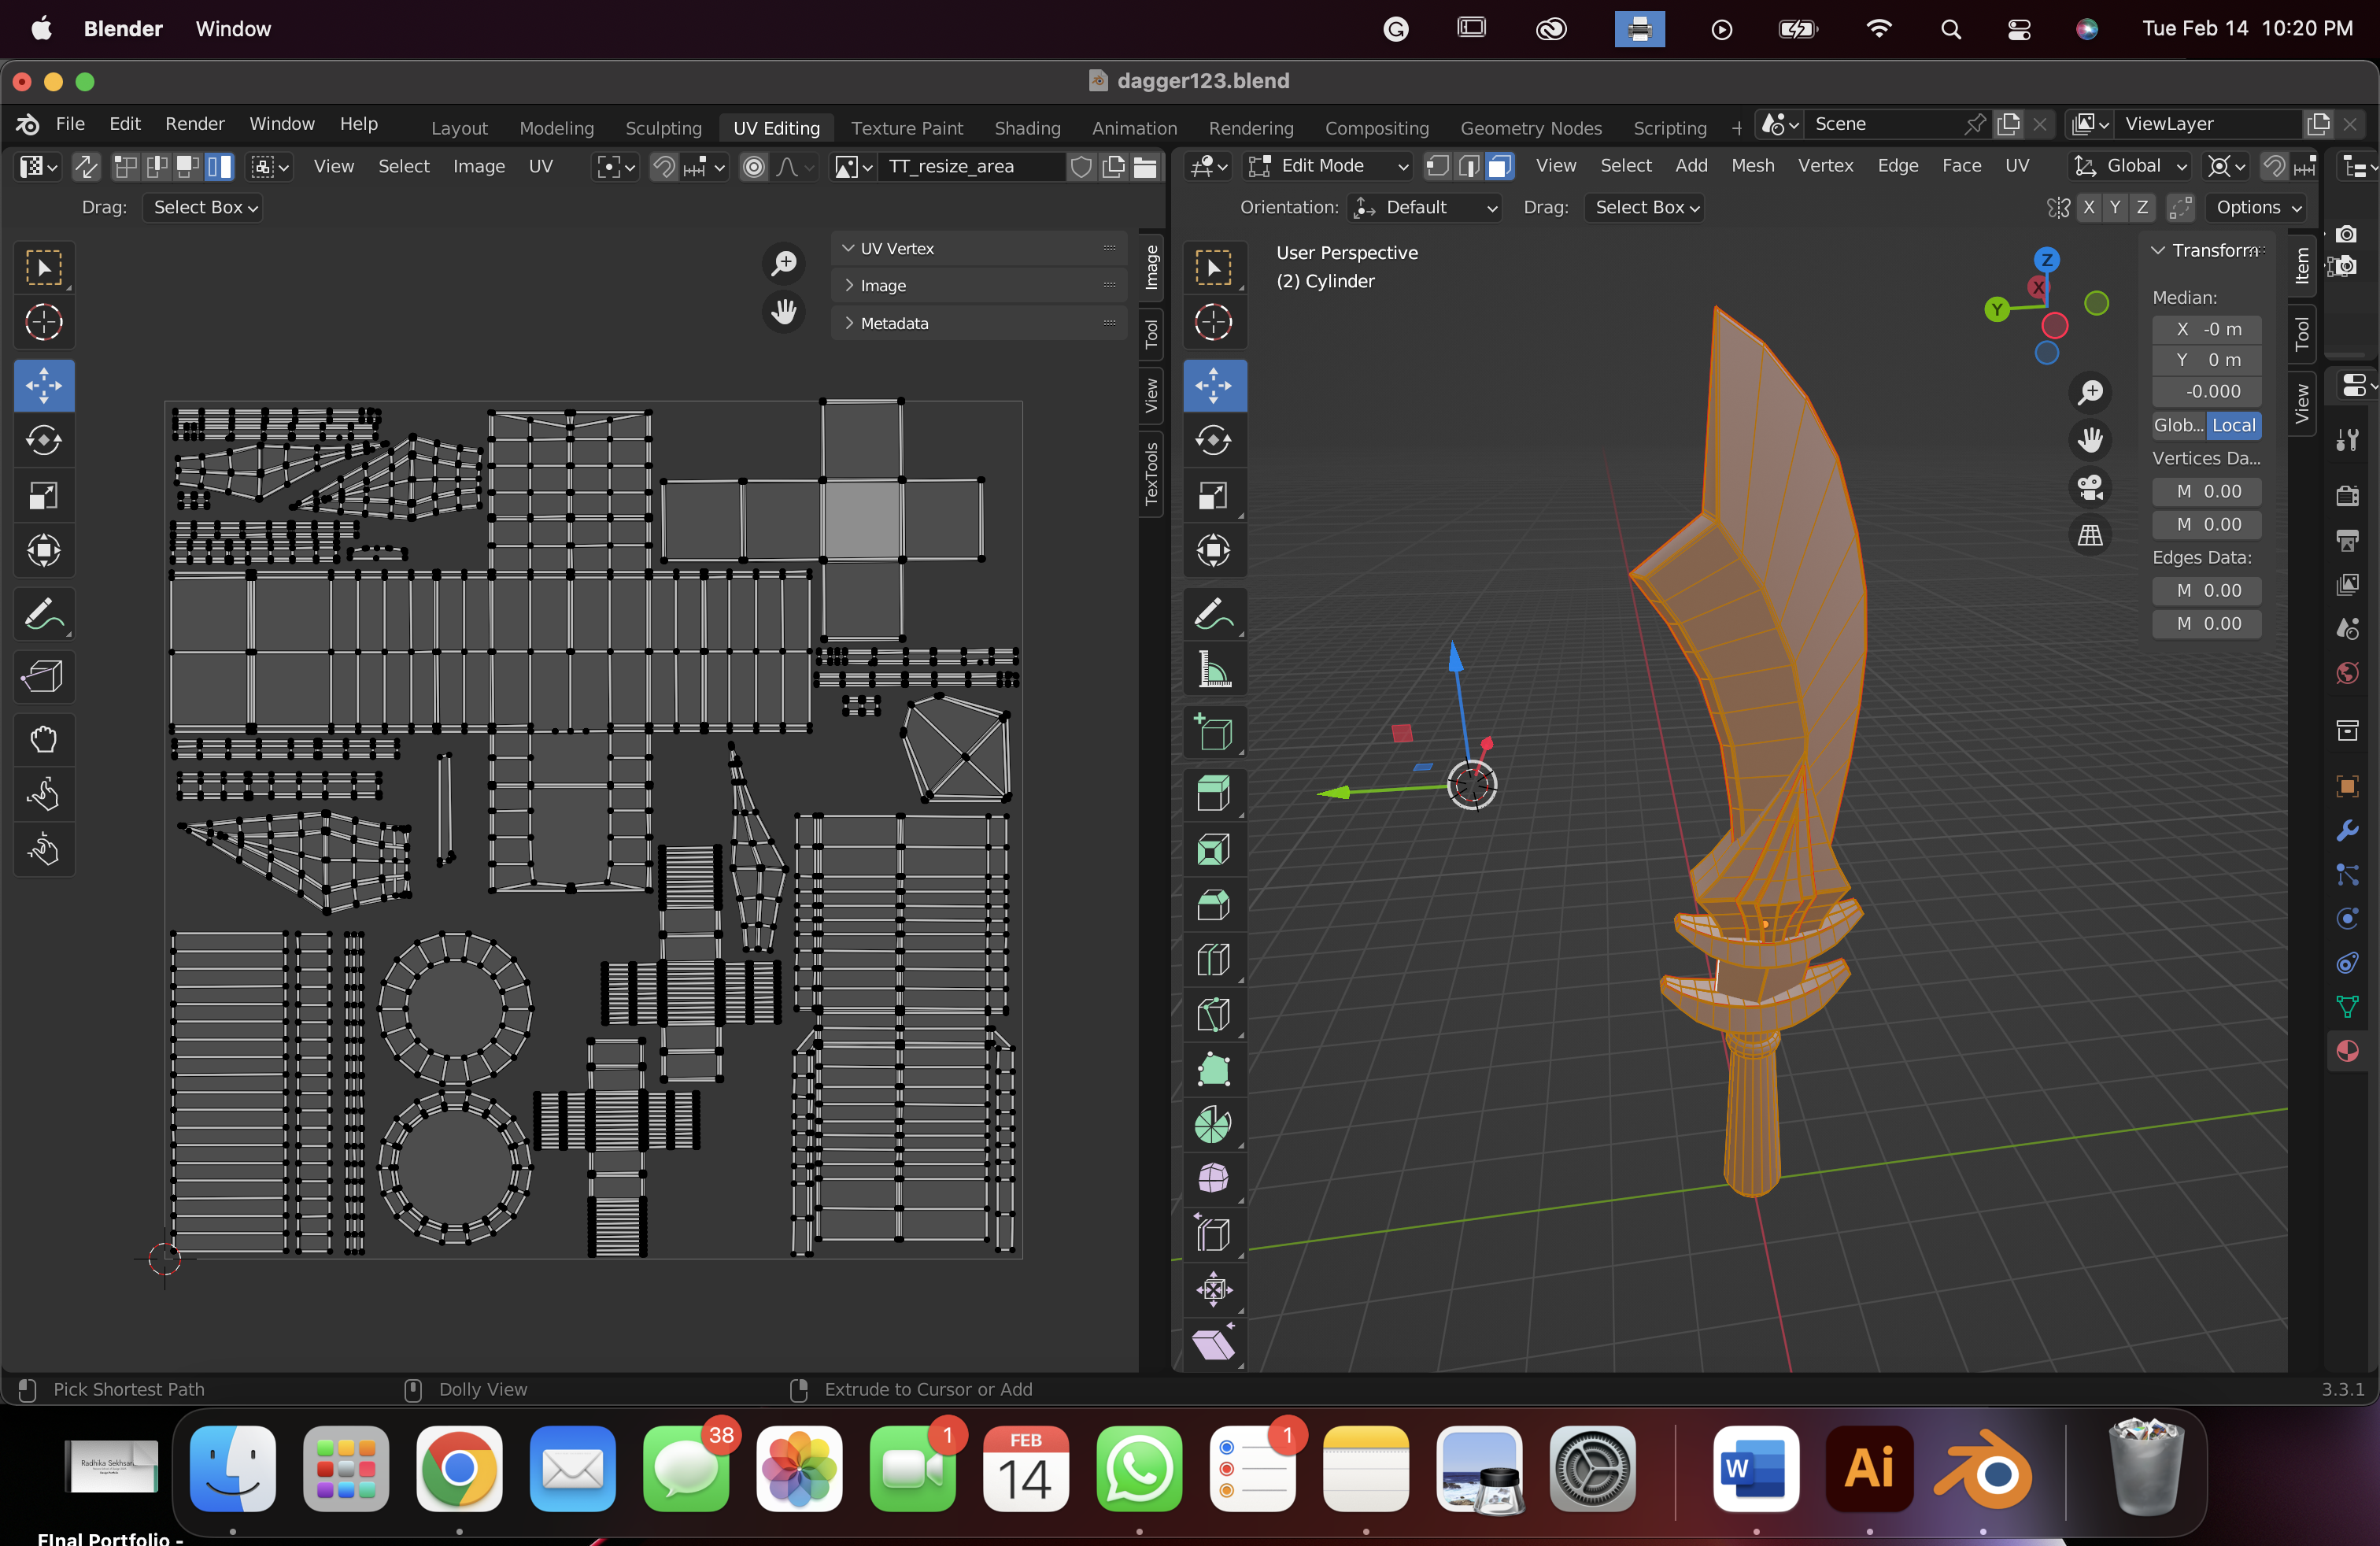 Blender Window Tue Feb 14 10:20 PM
dagger123.blend
File Edit Render Window Help Layout Modeling Sculpting UV Editing Texture Paint Shading Animation Rendering Compositing Geometry Nodes Scripting + Scene ViewLayer
View Select Image UV TT_resize_area Edit Mode View Select Add Mesh Vertex Edge Face UV Global
Drag: Select Box Orientation: Default Drag: Select Box X Y Z Options
UV Vertex
Image
Metadata
Image
Tool
View
TexTools
User Perspective
(2) Cylinder
Z
X
Y
Transform
Median:
X -0 m
Y 0 m
-0.000
Glob... Local
Vertices Da...
M 0.00
M 0.00
Edges Data:
M 0.00
M 0.00
Item
Tool
View
Pick Shortest Path Dolly View Extrude to Cursor or Add 3.3.1
38
1
FEB
14
1
W
Ai
FInal Portfolio -